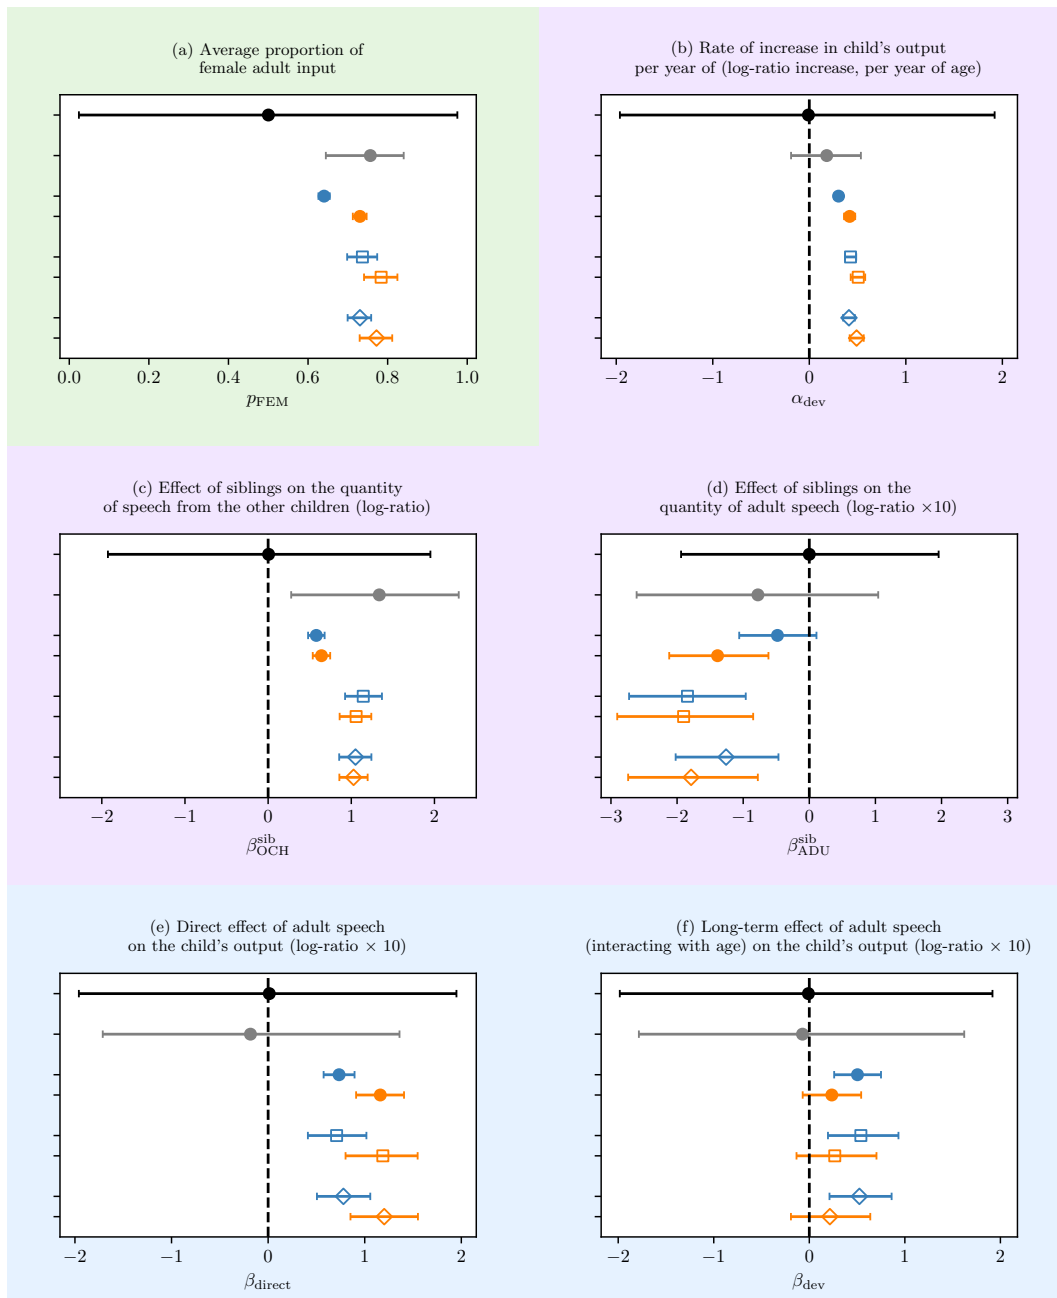 (a) Average proportion of
female adult input
0.0 0.2 0.4 0.6 0.8 1.0
p_FEM
(b) Rate of increase in child's output
per year of (log-ratio increase, per year of age)
−2 −1 0 1 2
α_dev
(c) Effect of siblings on the quantity
of speech from the other children (log-ratio)
−2 −1 0 1 2
β^sib_OCH
(d) Effect of siblings on the
quantity of adult speech (log-ratio ×10)
−3 −2 −1 0 1 2 3
β^sib_ADU
(e) Direct effect of adult speech
on the child's output (log-ratio × 10)
−2 −1 0 1 2
β_direct
(f) Long-term effect of adult speech
(interacting with age) on the child's output (log-ratio × 10)
−2 −1 0 1 2
β_dev